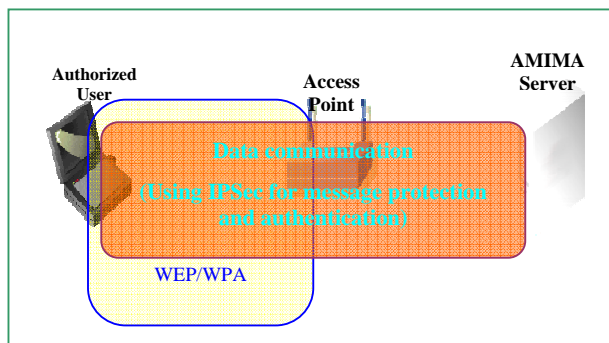 Authorized
User
Access
Point
AMIMA
Server
Data communication
(Using IPSec for message protection
and authentication)
WEP/WPA